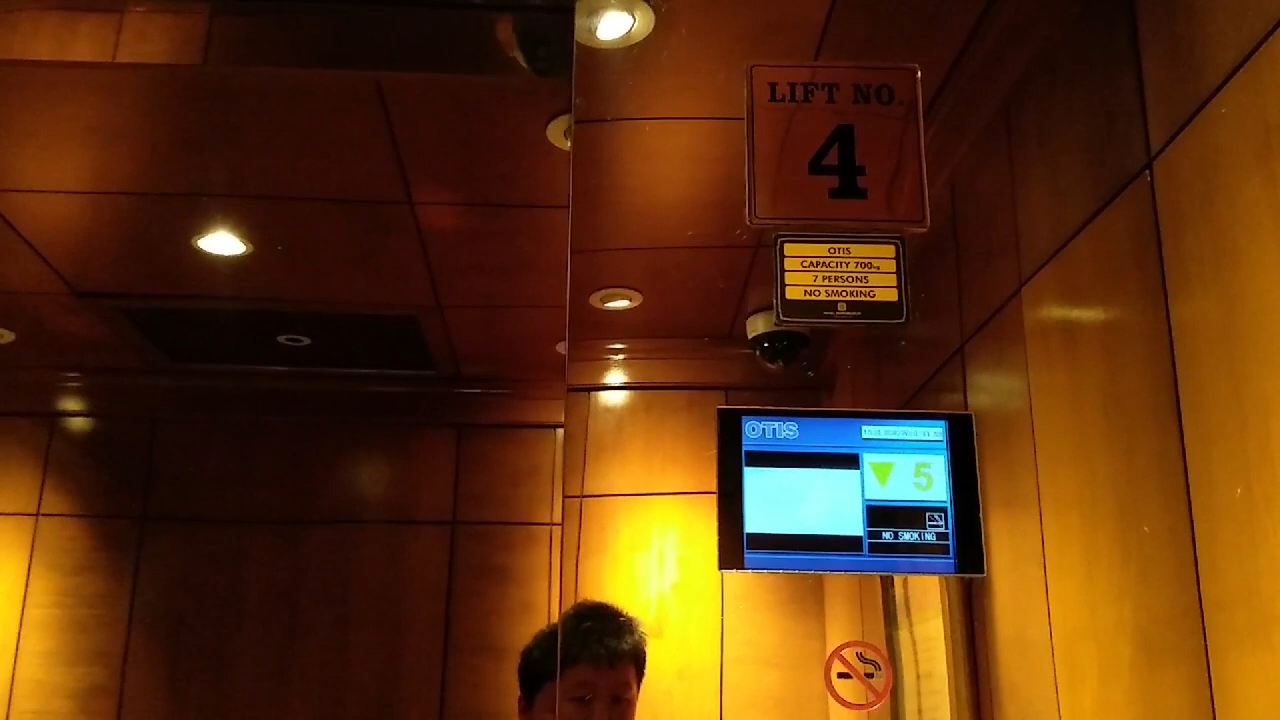 LIFT NO.
4
OTIS
CAPACITY 700kg
7 PERSONS
NO SMOKING
OTIS
5
NO SMOKING